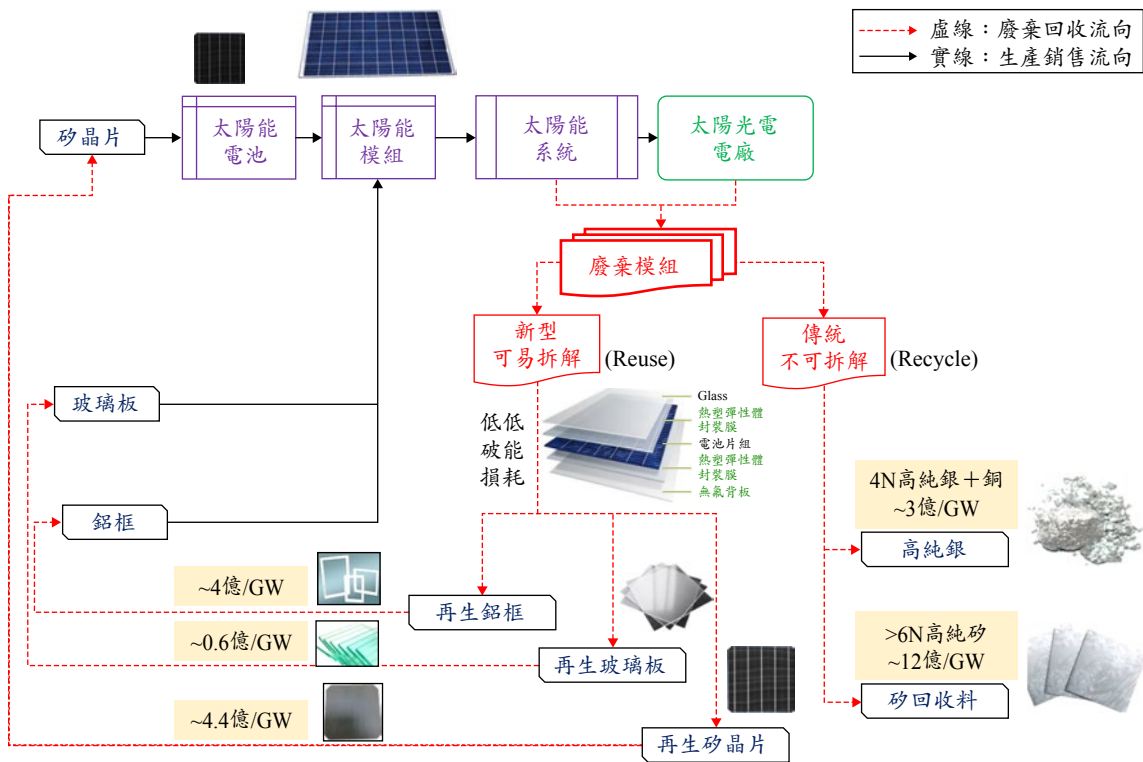 虛線：廢棄回收流向
實線：生產銷售流向
矽晶片
太陽能
電池
太陽能
模組
太陽能
系統
太陽光電
電廠
廢棄模組
新型
可易拆解
(Reuse)
傳統
不可拆解
(Recycle)
玻璃板
鋁框
低低
破能
損耗
Glass
熱塑彈性體
封裝膜
電池片組
熱塑彈性體
封裝膜
無氟背板
4N高純銀＋銅
~3億/GW
高純銀
~4億/GW
再生鋁框
~0.6億/GW
再生玻璃板
>6N高純矽
~12億/GW
矽回收料
~4.4億/GW
再生矽晶片